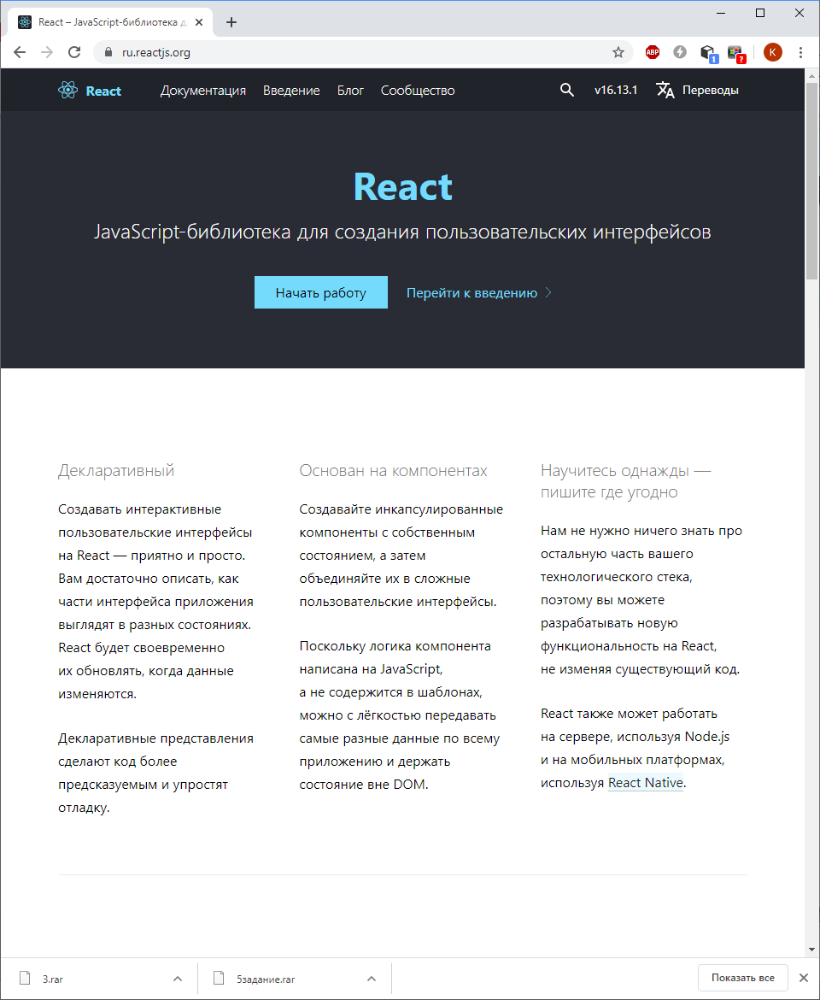 React – JavaScript-библиотека д
ru.reactjs.org
ABP
1
?
K
React
Документация
Введение
Блог
Сообщество
v16.13.1
Переводы
React
JavaScript-библиотека для создания пользовательских интерфейсов
Начать работу
Перейти к введению
Декларативный
Создавать интерактивные
пользовательские интерфейсы
на React — приятно и просто.
Вам достаточно описать, как
части интерфейса приложения
выглядят в разных состояниях.
React будет своевременно
их обновлять, когда данные
изменяются.
Декларативные представления
сделают код более
предсказуемым и упростят
отладку.
Основан на компонентах
Создавайте инкапсулированные
компоненты с собственным
состоянием, а затем
объединяйте их в сложные
пользовательские интерфейсы.
Поскольку логика компонента
написана на JavaScript,
а не содержится в шаблонах,
можно с лёгкостью передавать
самые разные данные по всему
приложению и держать
состояние вне DOM.
Научитесь однажды —
пишите где угодно
Нам не нужно ничего знать про
остальную часть вашего
технологического стека,
поэтому вы можете
разрабатывать новую
функциональность на React,
не изменяя существующий код.
React также может работать
на сервере, используя Node.js
и на мобильных платформах,
используя React Native.
3.rar
5задание.rar
Показать все